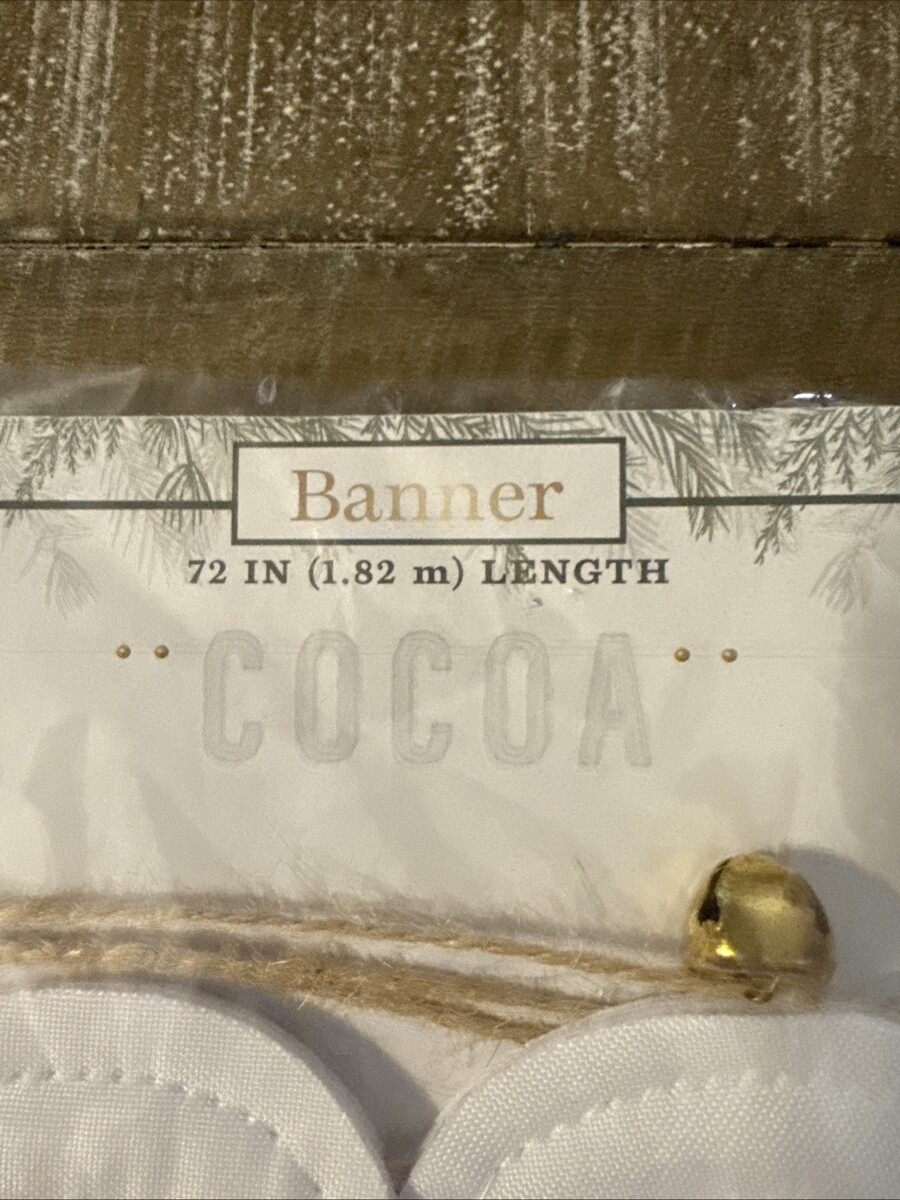 Banner
72 IN (1.82 m) LENGTH
COCOA